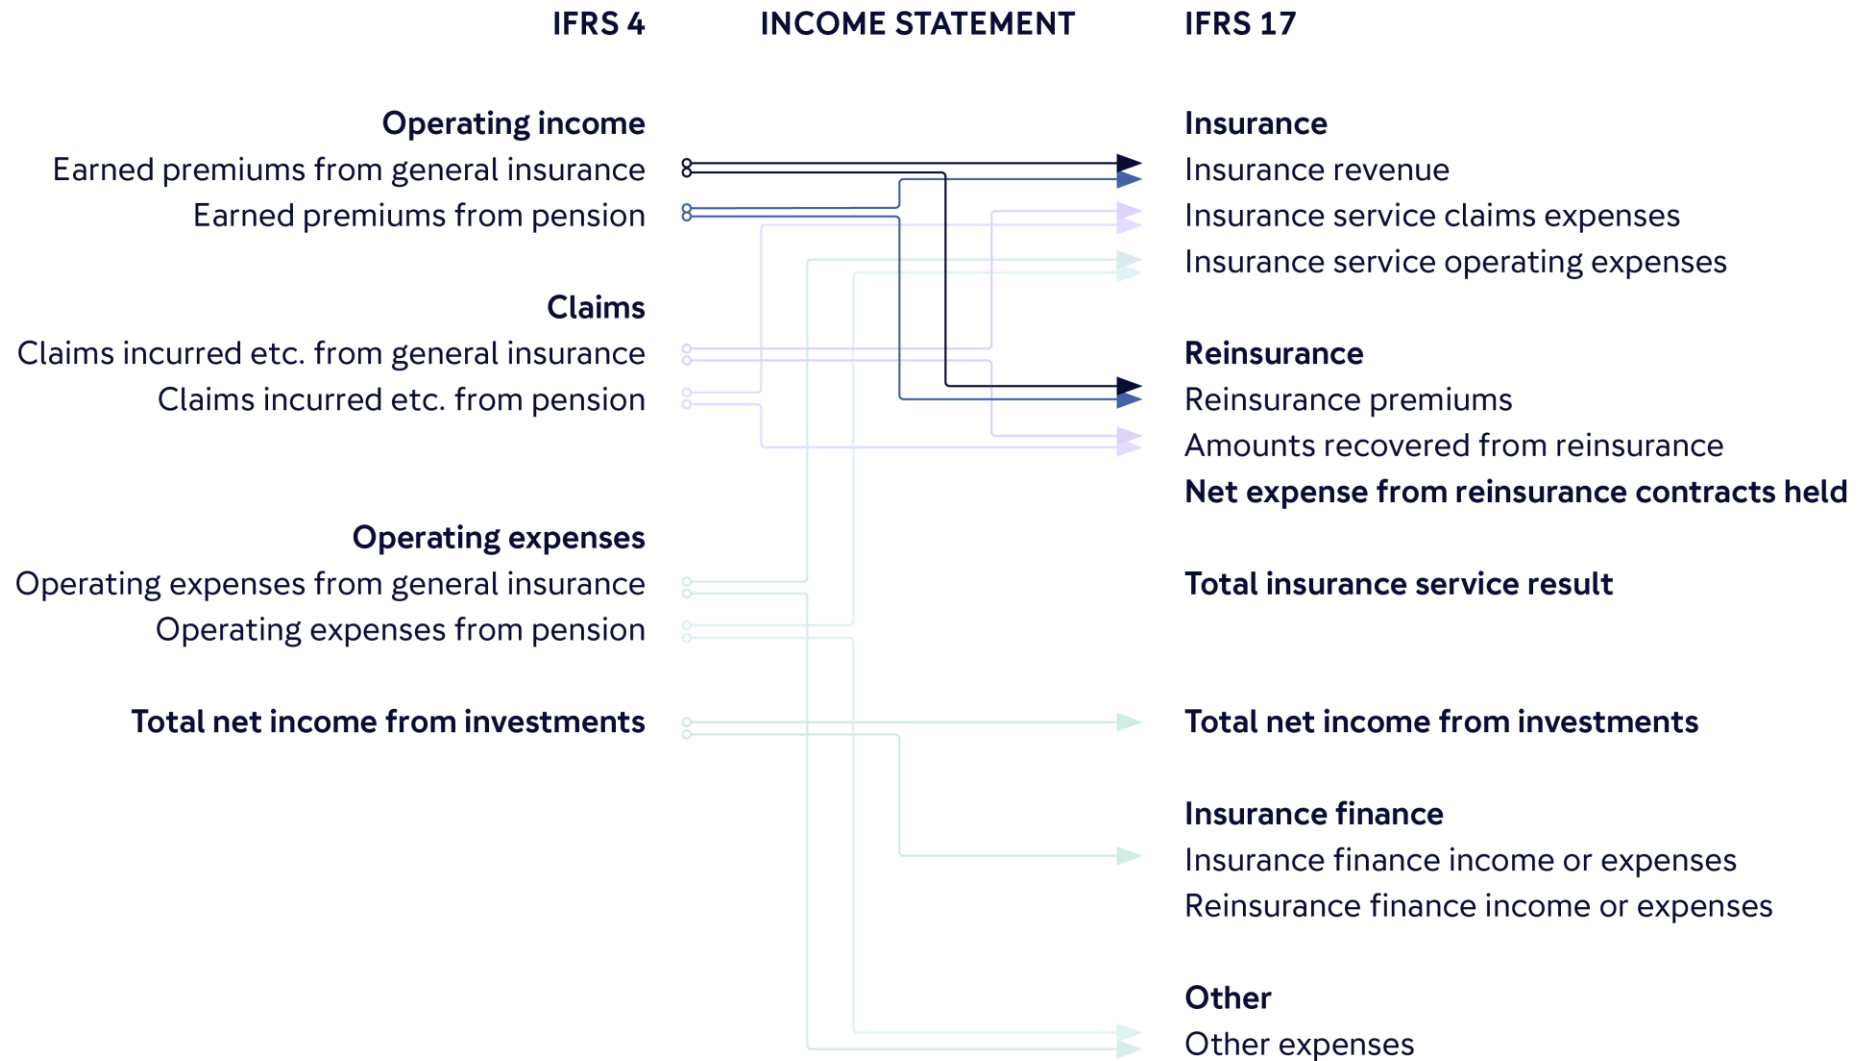 IFRS 4 INCOME STATEMENT IFRS 17
Operating income
Earned premiums from general insurance
Earned premiums from pension
Claims
Claims incurred etc. from general insurance
Claims incurred etc. from pension
Operating expenses
Operating expenses from general insurance
Operating expenses from pension
Total net income from investments
Insurance
Insurance revenue
Insurance service claims expenses
Insurance service operating expenses
Reinsurance
Reinsurance premiums
Amounts recovered from reinsurance
Net expense from reinsurance contracts held
Total insurance service result
Total net income from investments
Insurance finance
Insurance finance income or expenses
Reinsurance finance income or expenses
Other
Other expenses